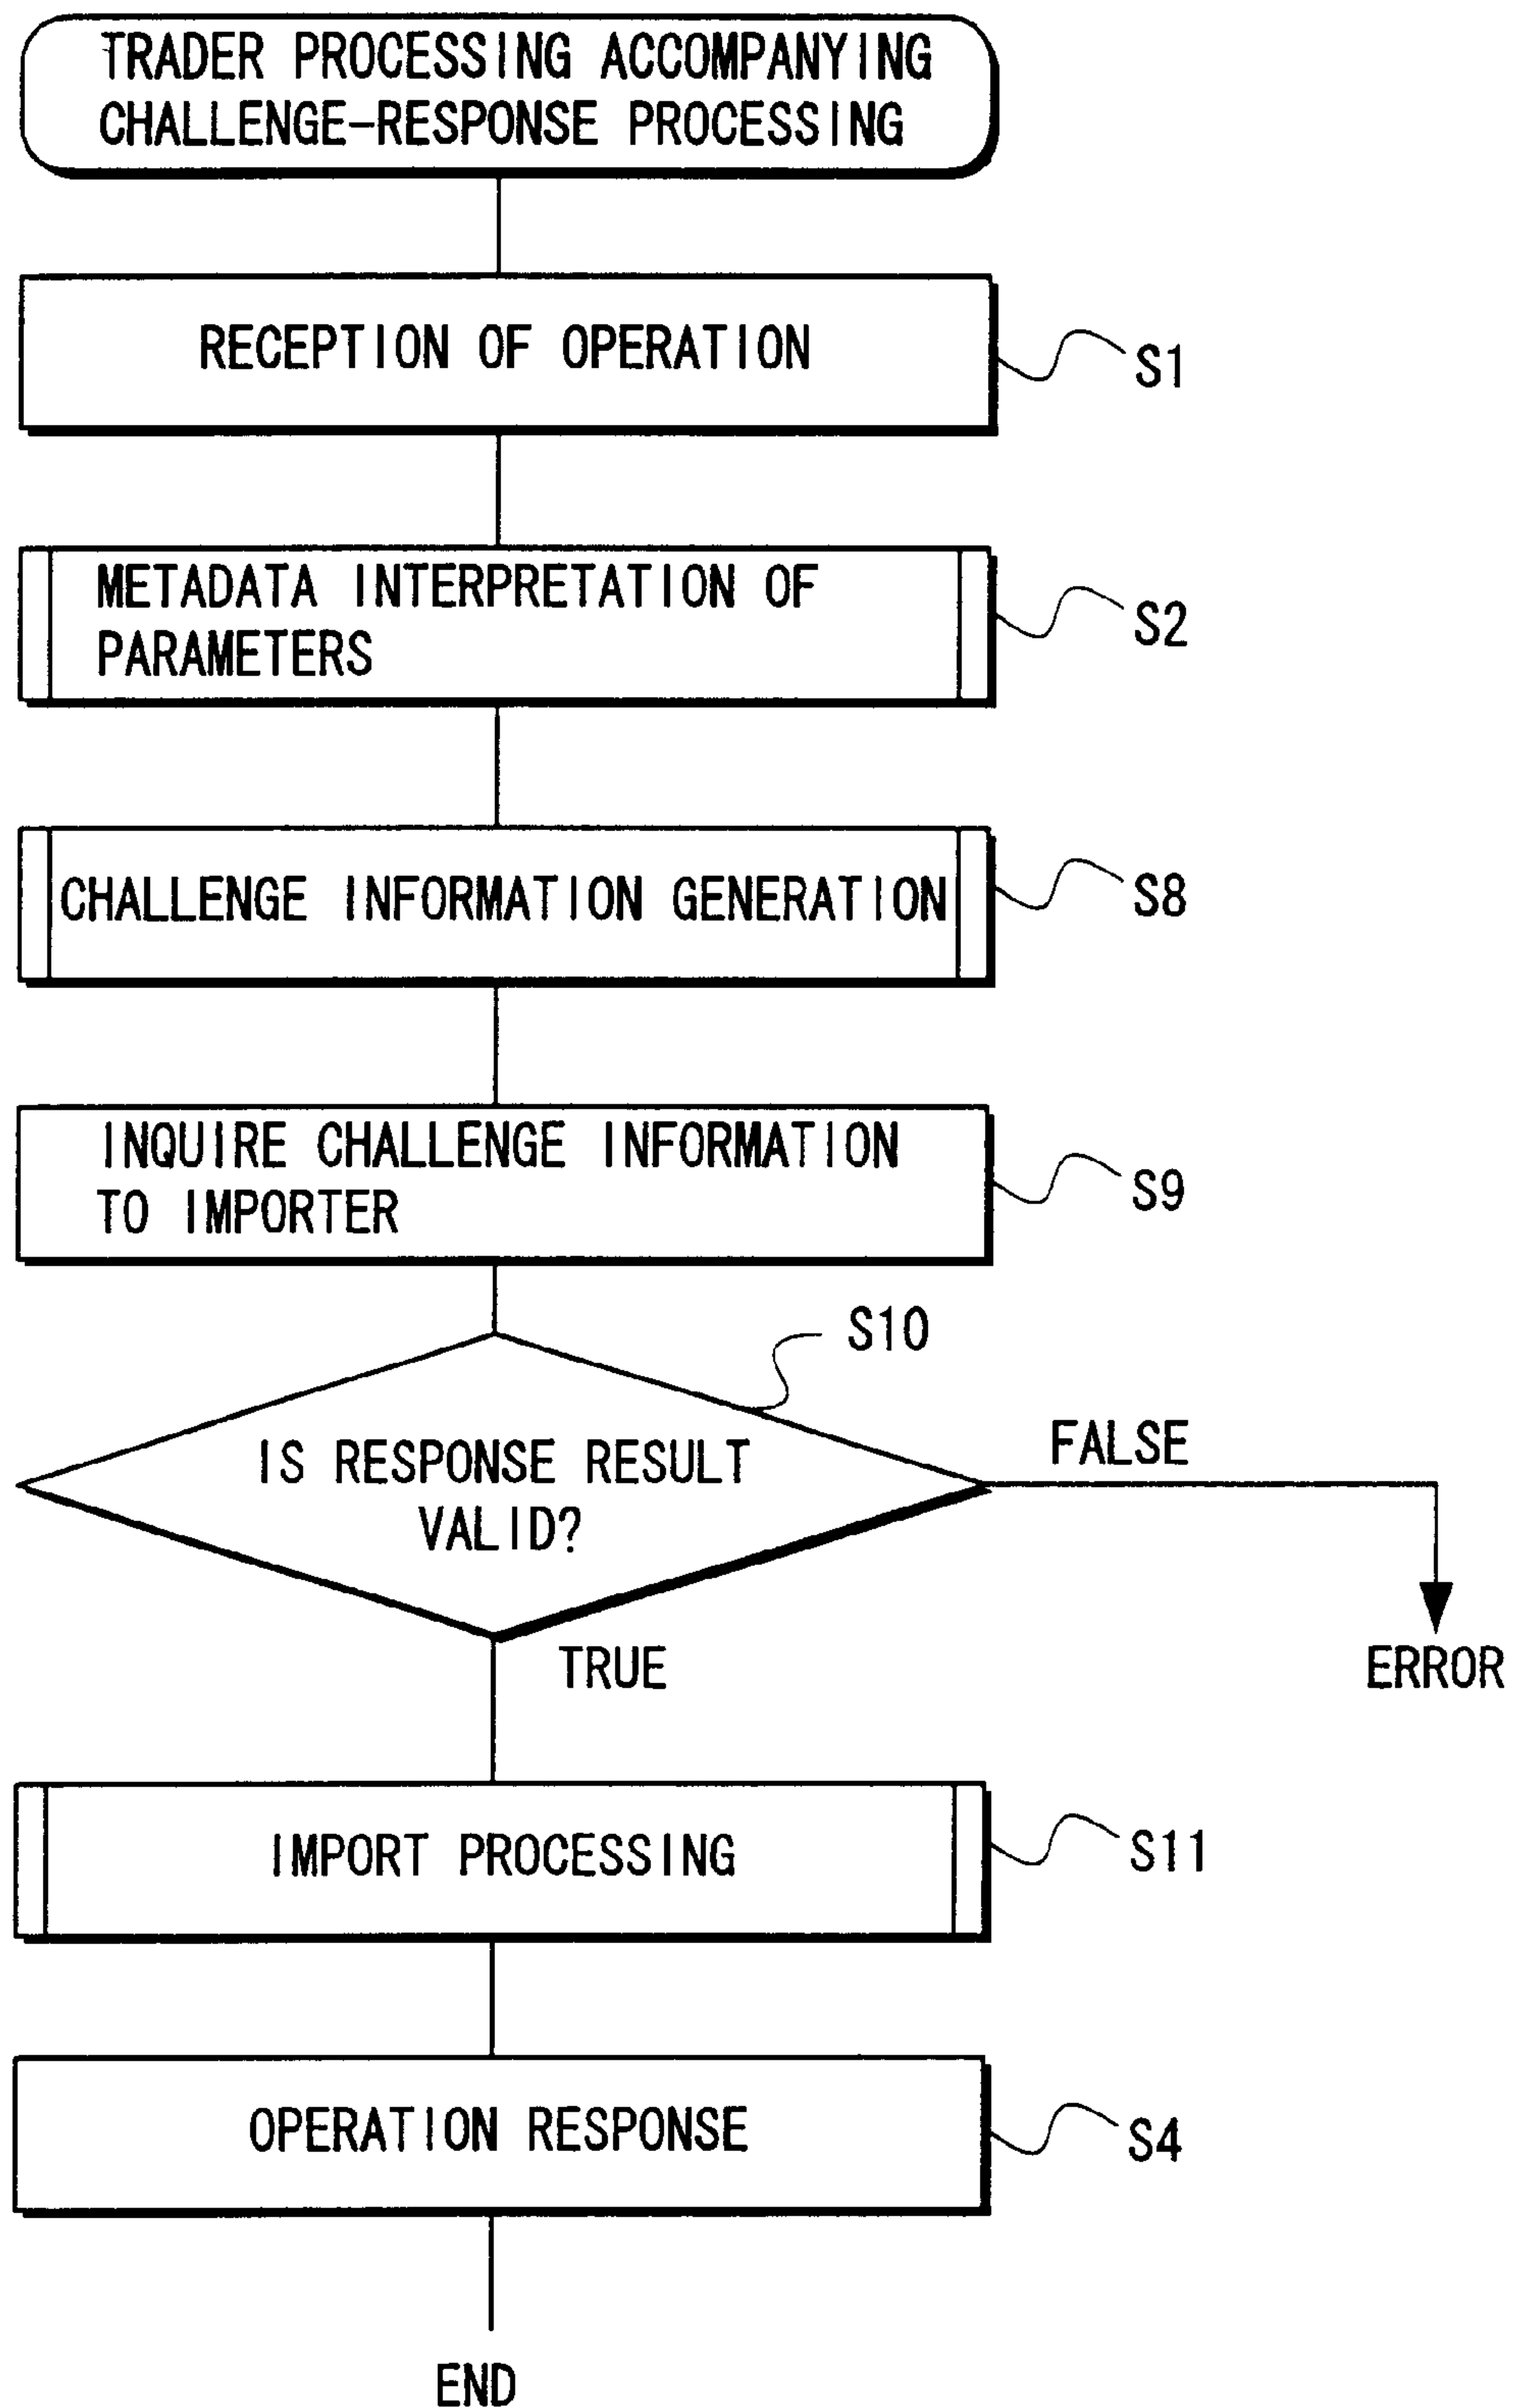 TRADER PROCESSING ACCOMPANYING
CHALLENGE-RESPONSE PROCESSING
RECEPTION OF OPERATION
S1
METADATA INTERPRETATION OF
PARAMETERS
S2
CHALLENGE INFORMATION GENERATION
S8
INQUIRE CHALLENGE INFORMATION
TO IMPORTER
S9
S10
IS RESPONSE RESULT
VALID?
FALSE
TRUE
ERROR
IMPORT PROCESSING
S11
OPERATION RESPONSE
S4
END